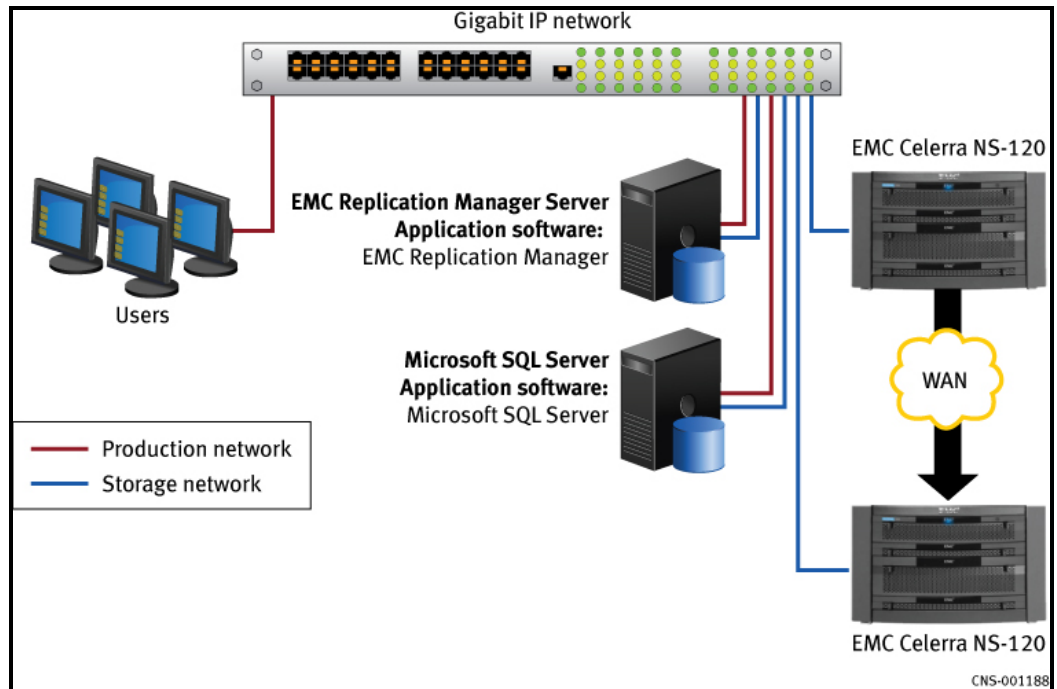 Gigabit IP network
EMC Celerra NS-120
EMC Replication Manager Server
Application software:
EMC Replication Manager
Users
Microsoft SQL Server
Application software:
Microsoft SQL Server
WAN
Production network
Storage network
EMC Celerra NS-120
CNS-001188